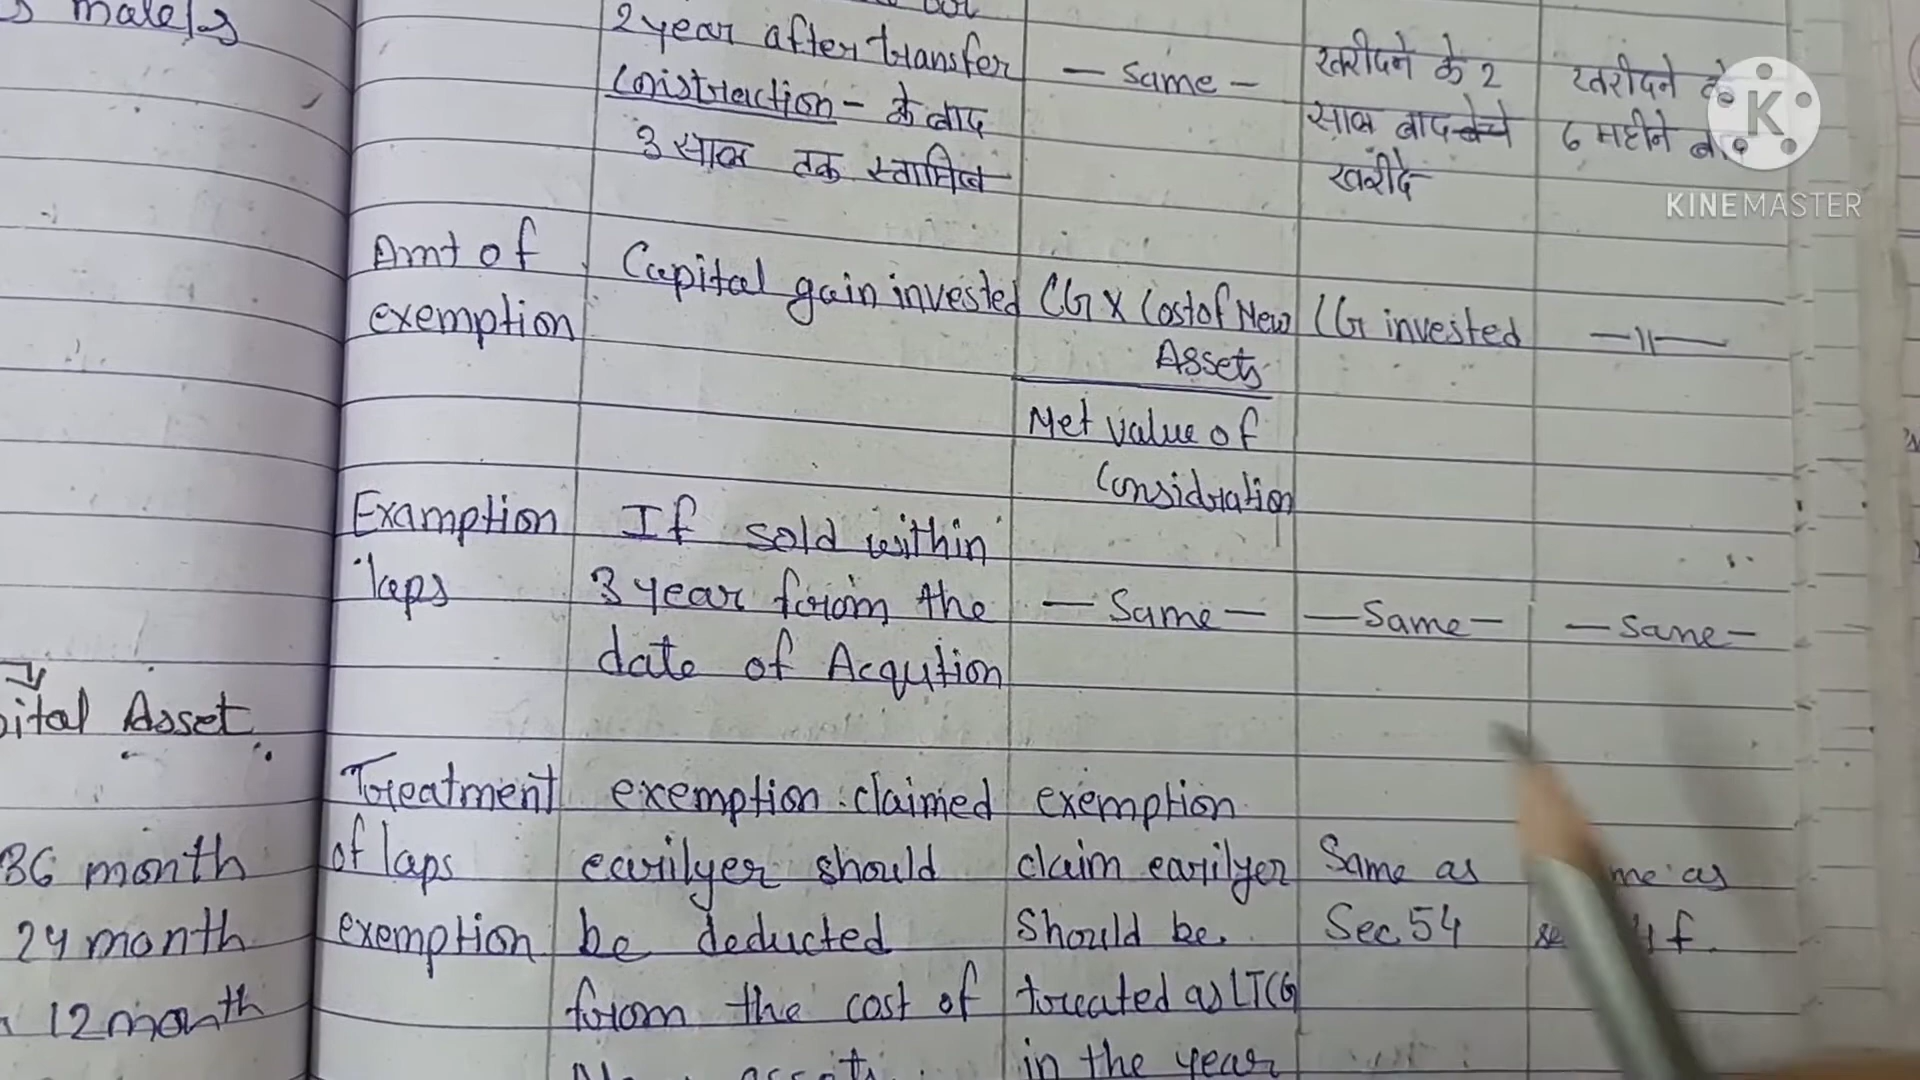 male/s
2 year after transfer
Conistraction - के बाद
3 साल तक स्तामित्व
- Same -
खरीदने के 2
साल बाद
खरीदे
खरीदने के
6 महीने बाद
K
KINEMASTER
Amt of
exemption
Capital gain invested
CG X Cost of New
Assets
Net value of
Considration
CG invested
-11-
Examption
laps
If sold within
3 year from the
date of Acqution
- Same -
- Same -
- Same -
Asset
36 month
24 month
12 month
Treatment
of laps
exemption
exemption claimed
earilyer should
be deducted
from the cost of
exemption
claim earilyer
Should be
treated as LTCG
in the year
Same as
Sec. 54
as